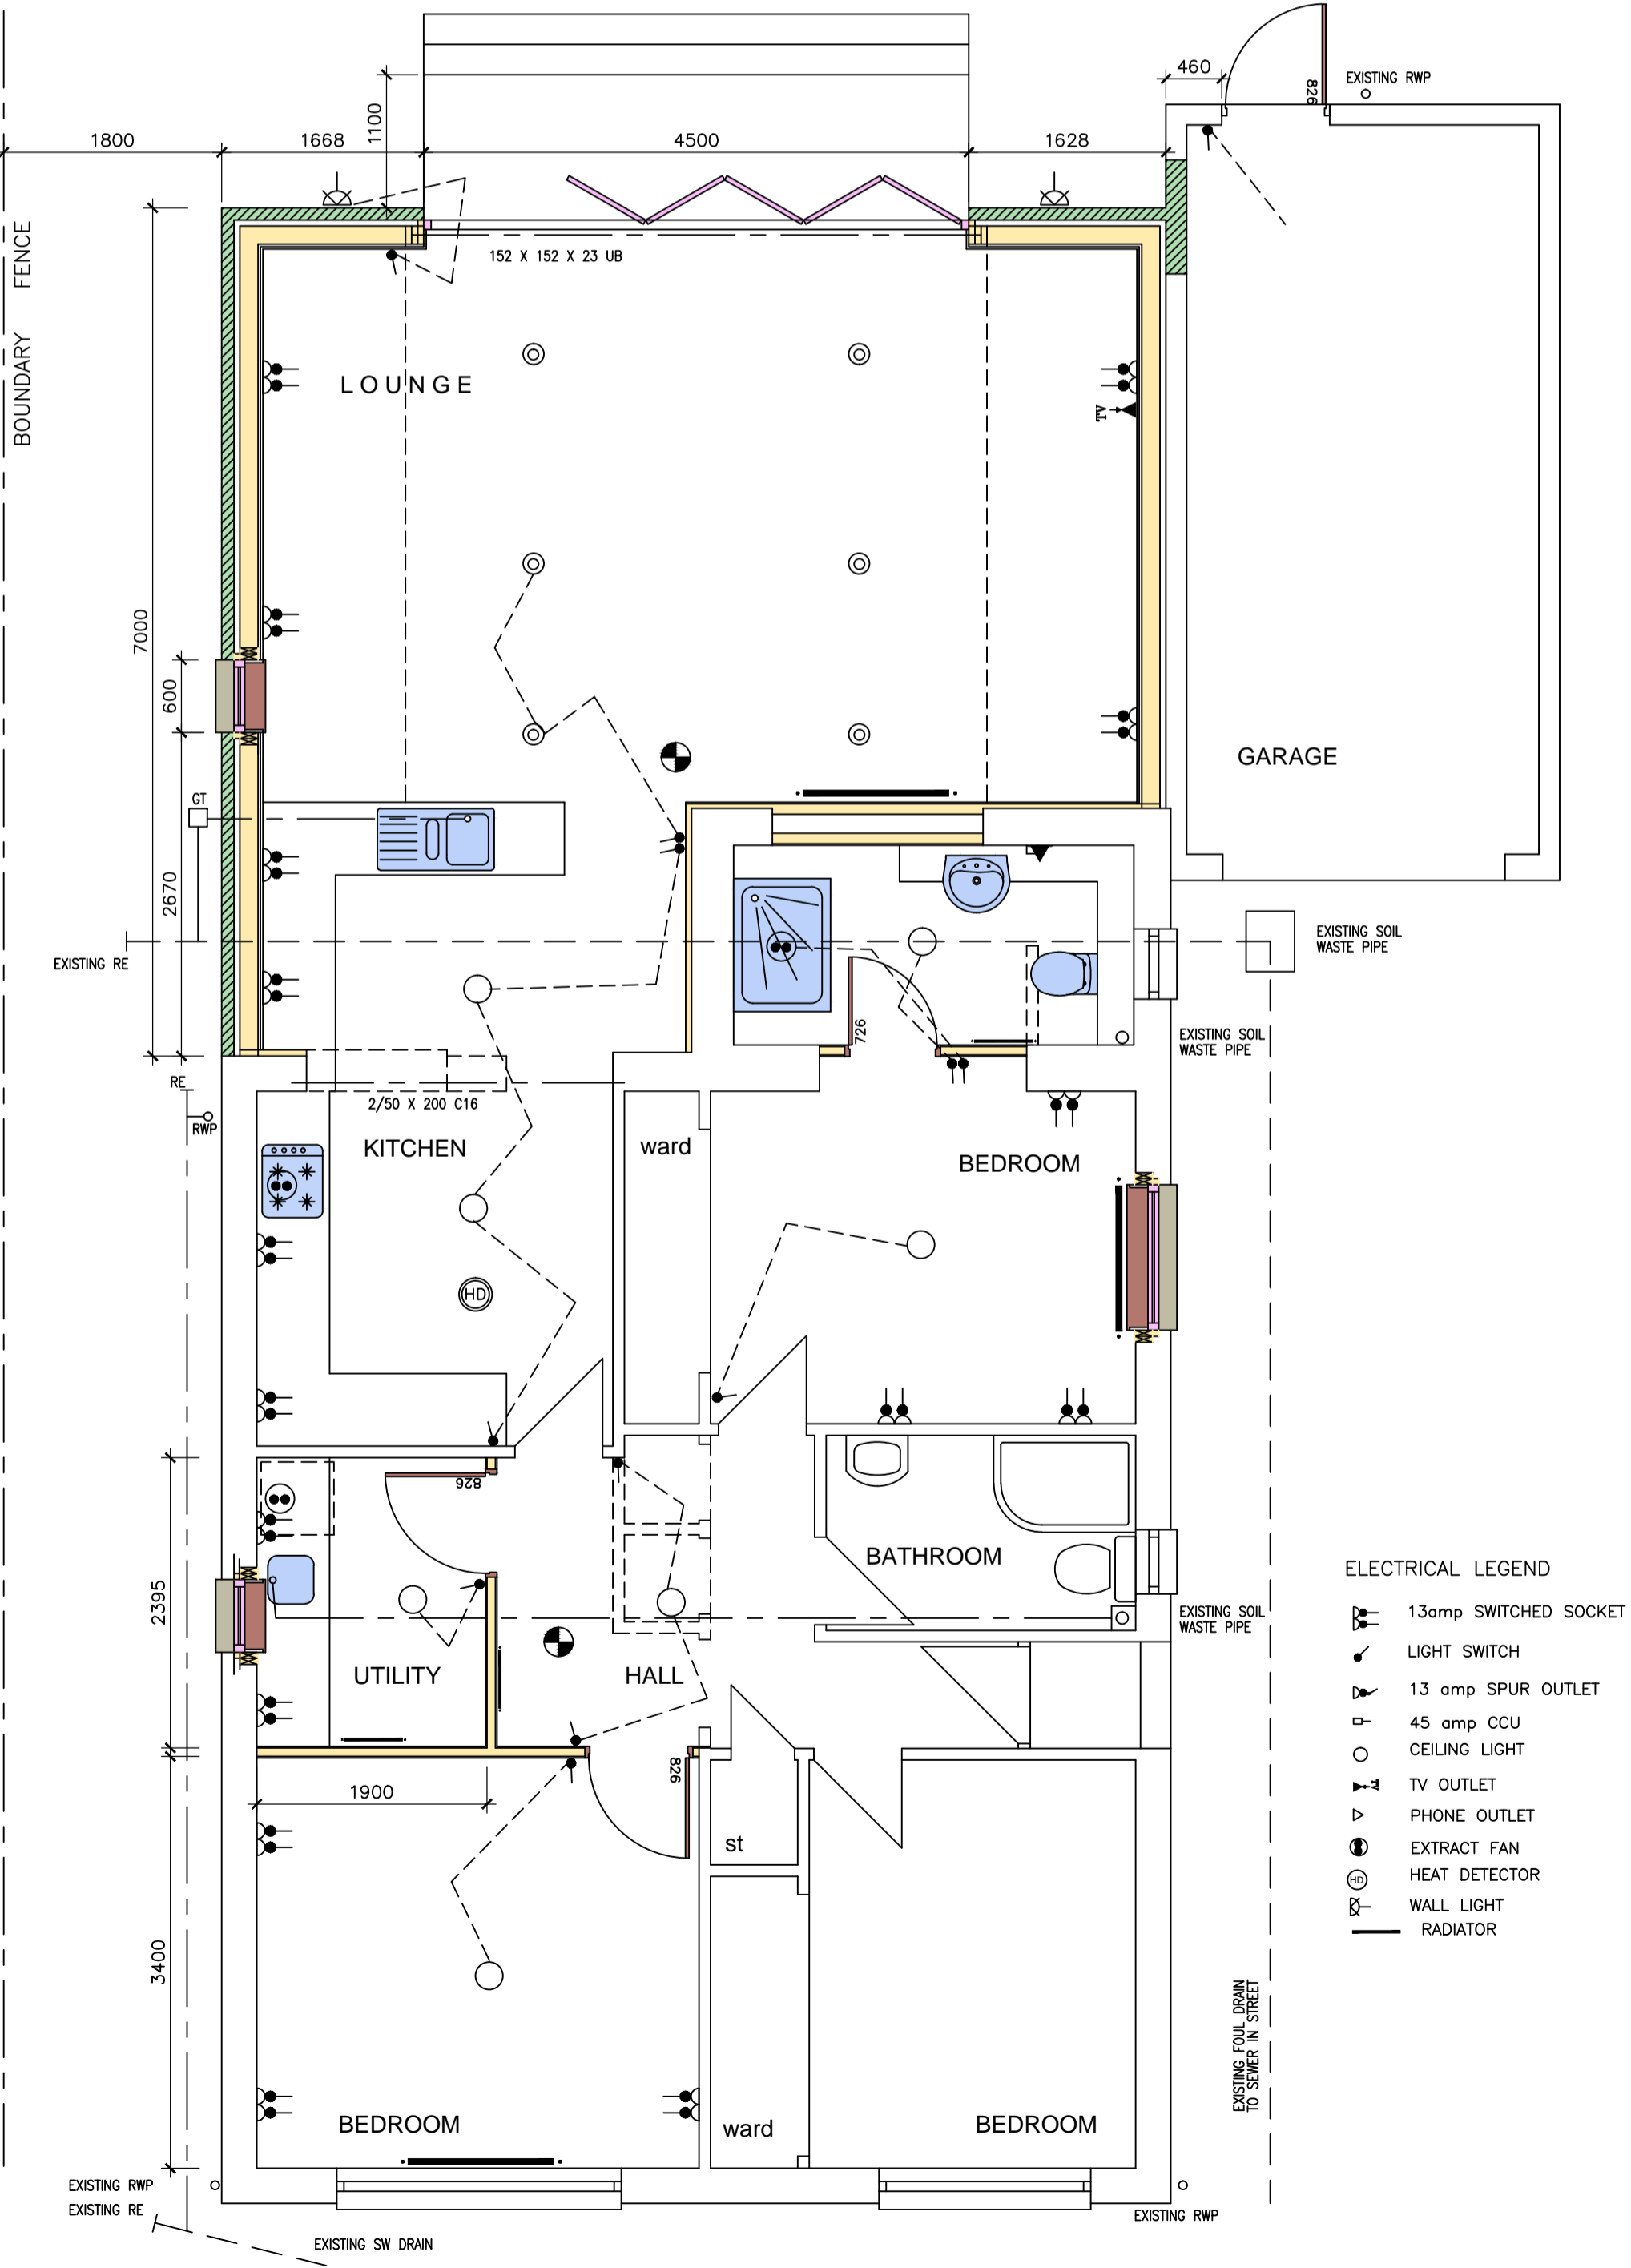 460
826
EXISTING RWP
1800
1668
1100
4500
1628
BOUNDARY FENCE
152 X 152 X 23 UB
LOUNGE
TV
7000
600
GARAGE
GT
2670
EXISTING RE
EXISTING SOIL
WASTE PIPE
726
EXISTING SOIL
WASTE PIPE
RE
RWP
2/50 X 200 C16
KITCHEN
ward
BEDROOM
HD
826
2395
BATHROOM
UTILITY
HALL
EXISTING SOIL
WASTE PIPE
826
1900
st
3400
BEDROOM
ward
BEDROOM
ELECTRICAL LEGEND
13amp SWITCHED SOCKET
LIGHT SWITCH
13 amp SPUR OUTLET
45 amp CCU
CEILING LIGHT
TV TV OUTLET
PHONE OUTLET
EXTRACT FAN
HD HEAT DETECTOR
WALL LIGHT
RADIATOR
EXISTING FOUL DRAIN
TO SEWER IN STREET
EXISTING RWP
EXISTING RE
EXISTING SW DRAIN
EXISTING RWP